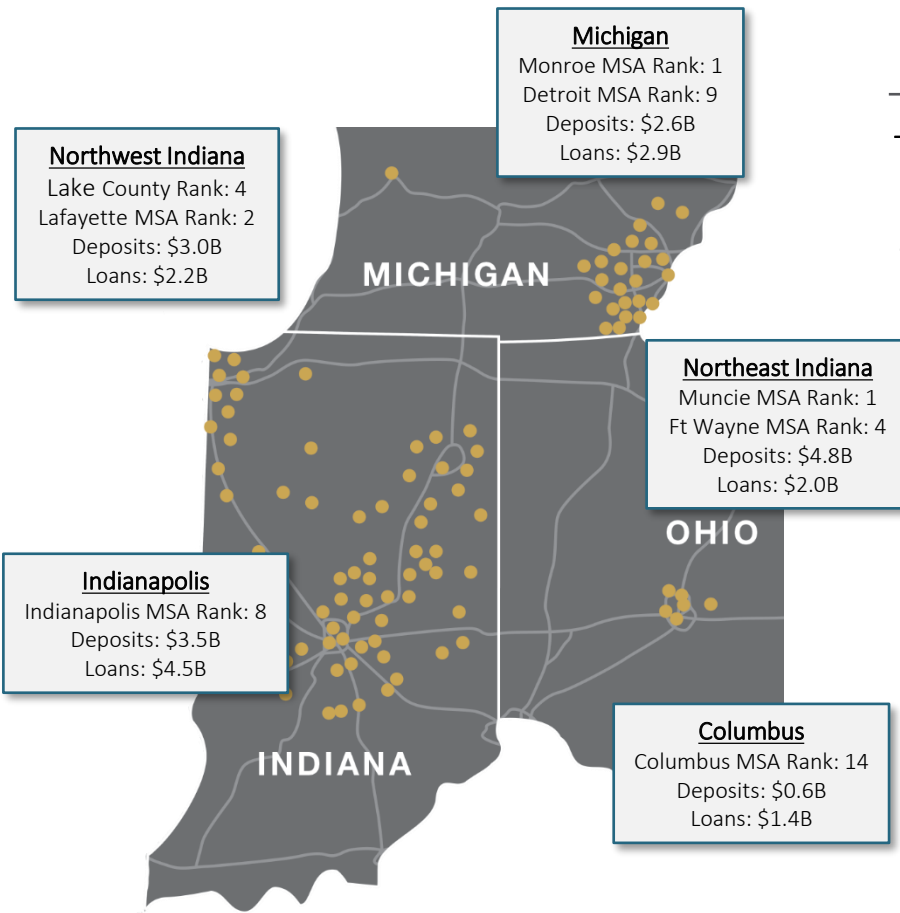 Michigan
Monroe MSA Rank: 1
Detroit MSA Rank: 9
Deposits: $2.6B
Loans: $2.9B
Northwest Indiana
Lake County Rank: 4
Lafayette MSA Rank: 2
Deposits: $3.0B
Loans: $2.2B
MICHIGAN
Northeast Indiana
Muncie MSA Rank: 1
Ft Wayne MSA Rank: 4
Deposits: $4.8B
Loans: $2.0B
OHIO
Indianapolis
Indianapolis MSA Rank: 8
Deposits: $3.5B
Loans: $4.5B
INDIANA
Columbus
Columbus MSA Rank: 14
Deposits: $0.6B
Loans: $1.4B